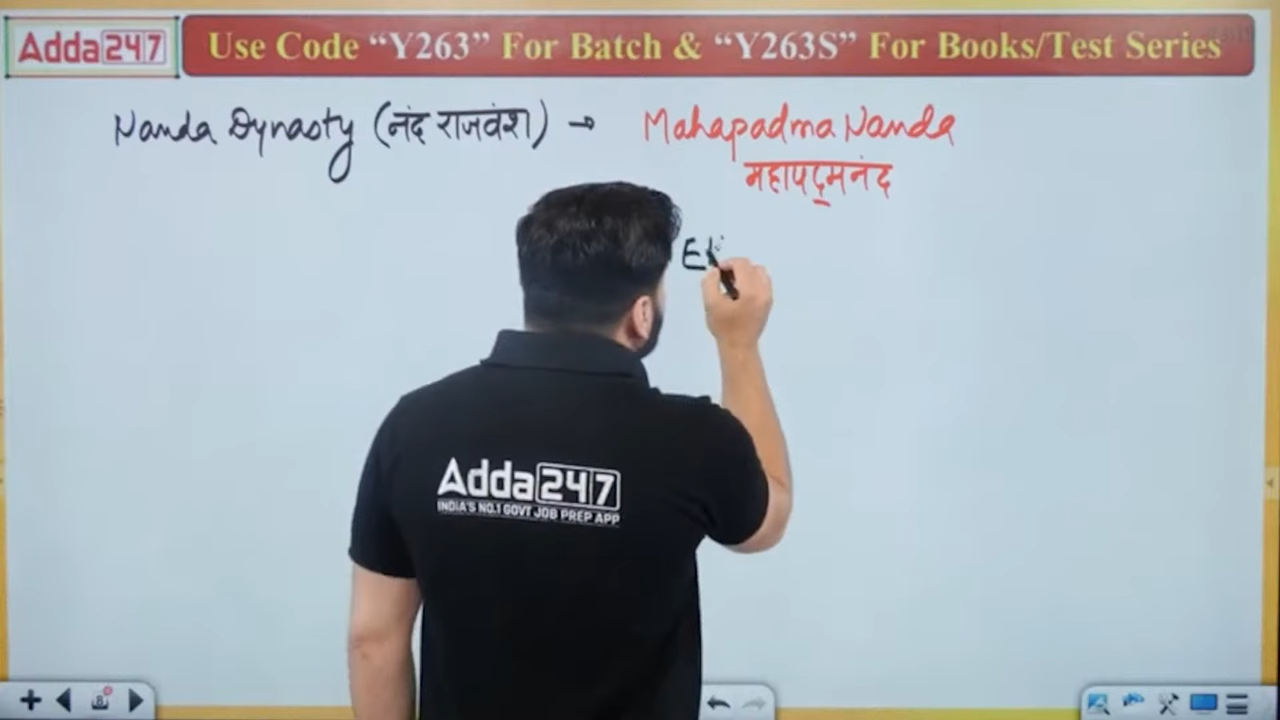 Adda247 Use Code “Y263” For Batch & “Y263S” For Books/Test Series
Nanda Dynasty (नंद राजवंश) → Mahapadma Nanda
महापद्मनंद
Adda247
INDIA'S NO.1 GOVT JOB PREP APP